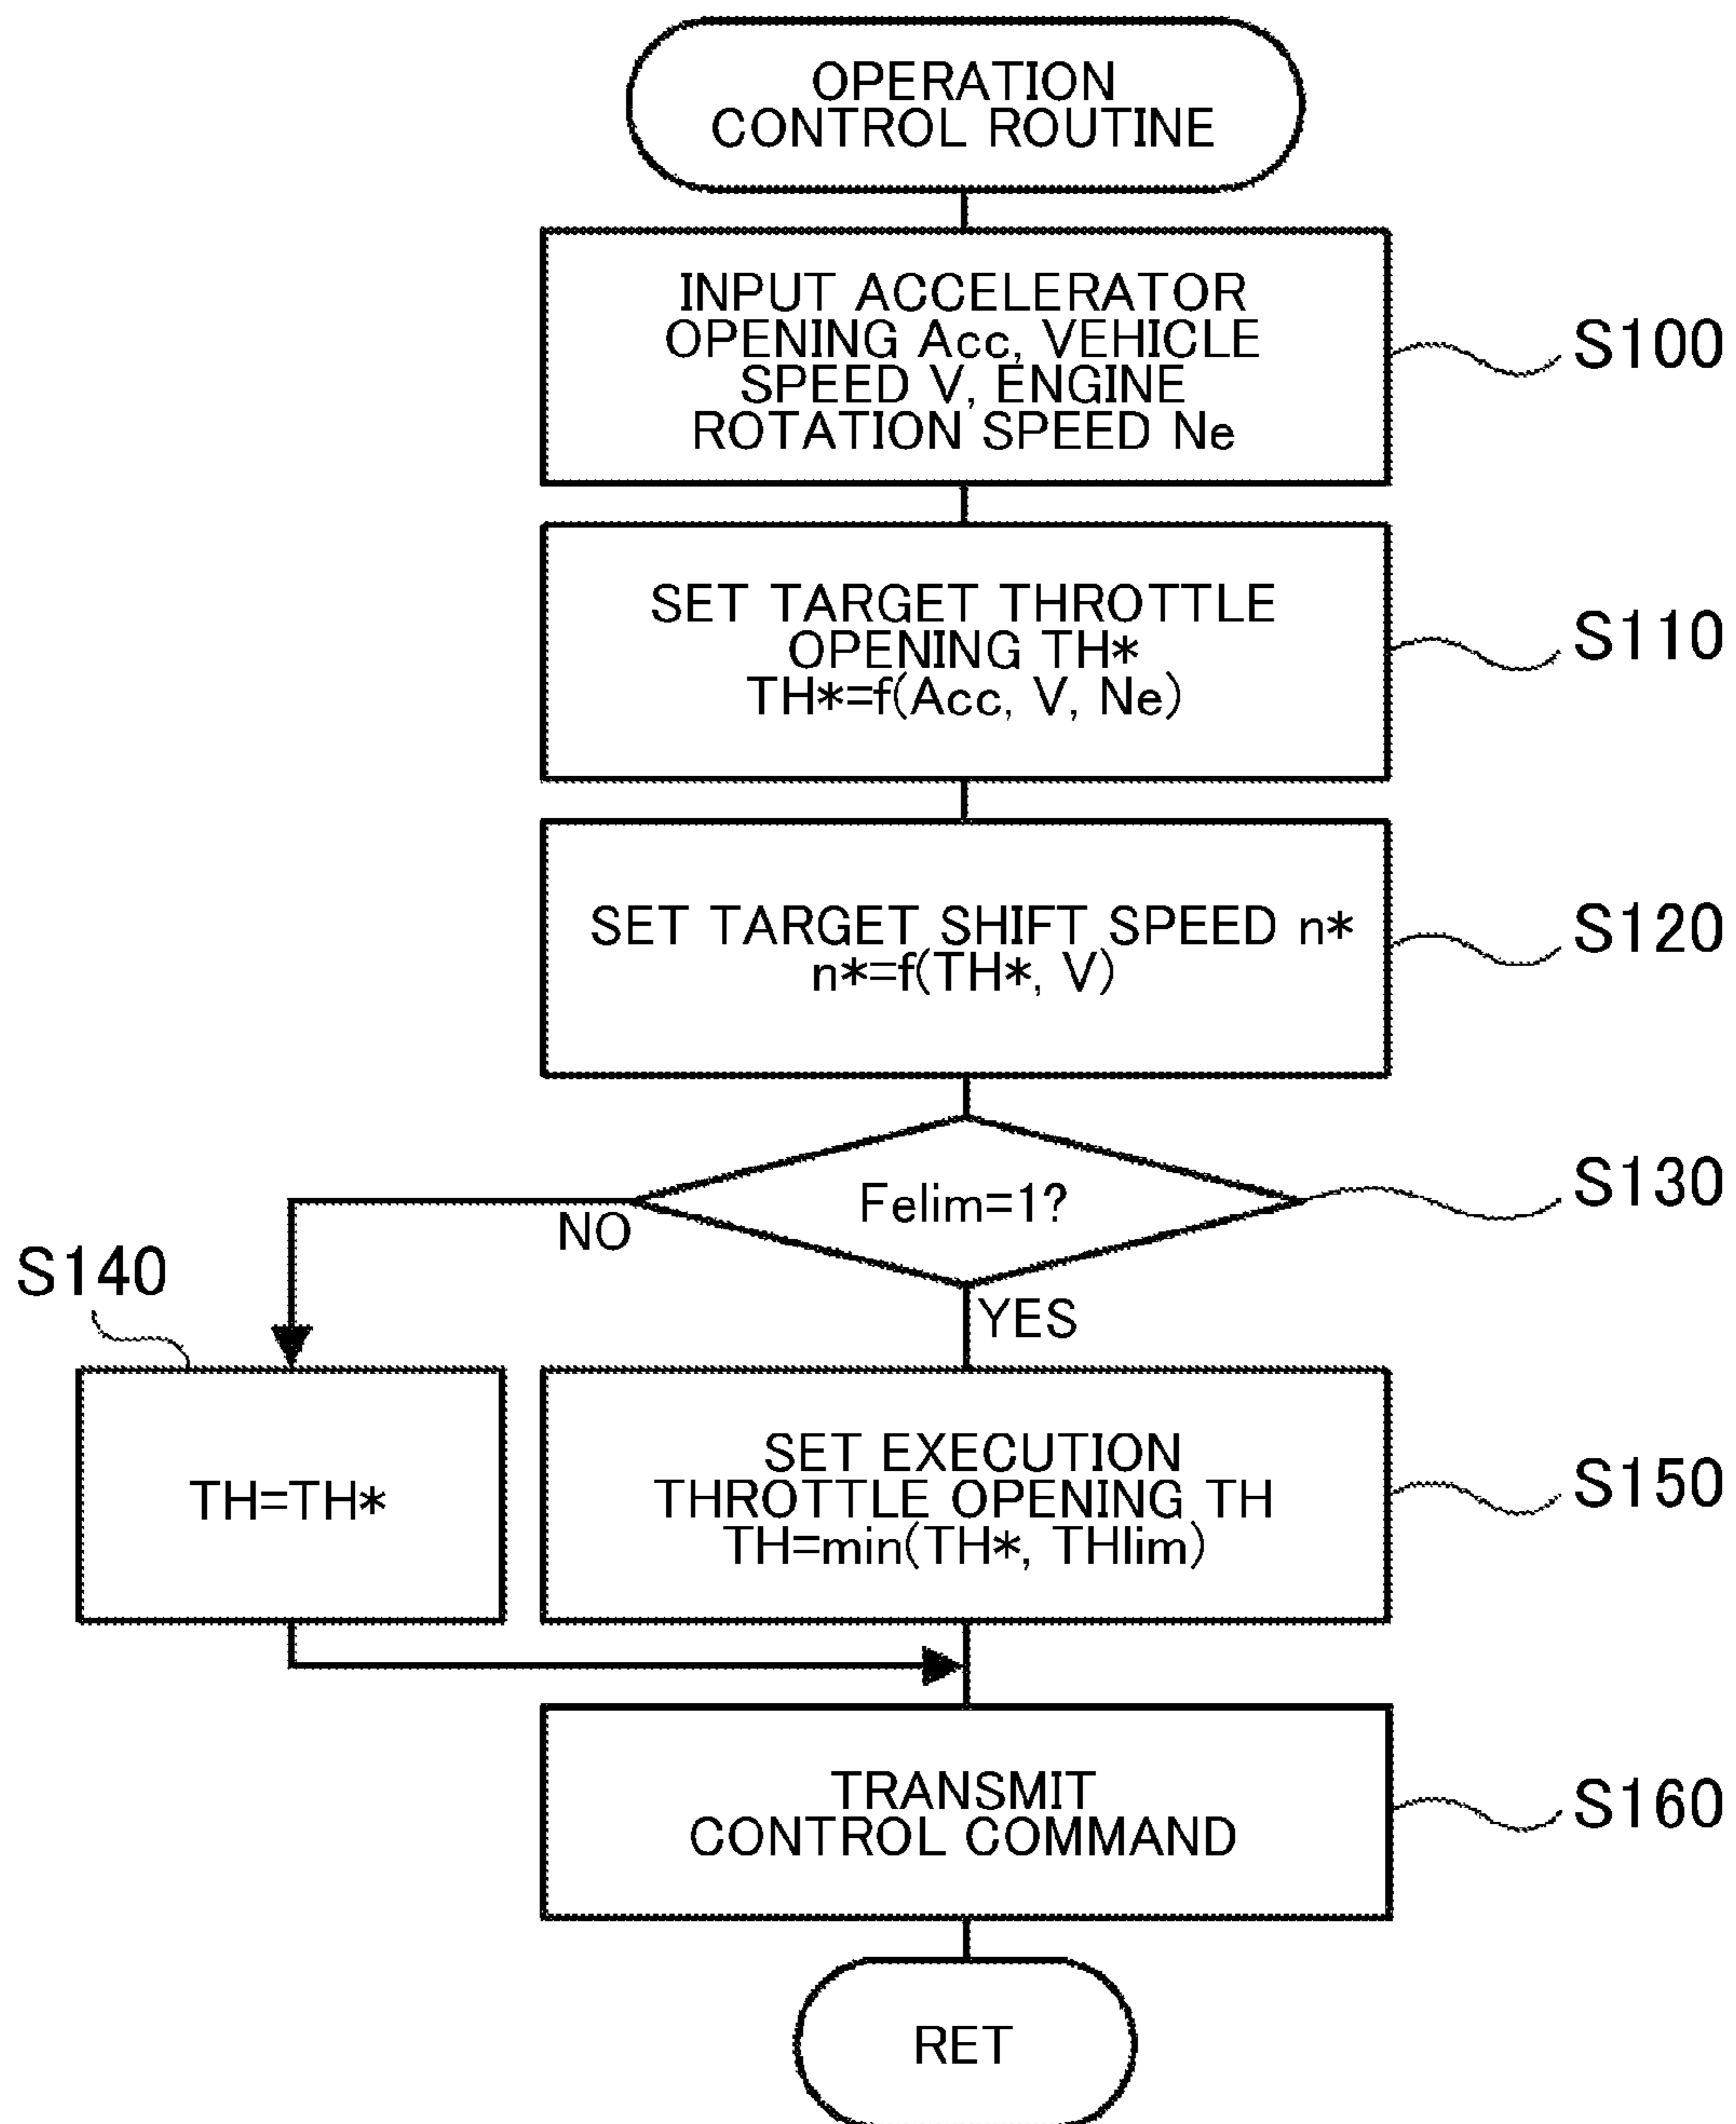 OPERATION
CONTROL ROUTINE
INPUT ACCELERATOR
OPENING Acc, VEHICLE
SPEED V, ENGINE
ROTATION SPEED Ne
S100
SET TARGET THROTTLE
OPENING TH*
TH*=f(Acc, V, Ne)
S110
SET TARGET SHIFT SPEED n*
n*=f(TH*, V)
S120
Felim=1?
S130
NO
YES
S140
TH=TH*
SET EXECUTION
THROTTLE OPENING TH
TH=min(TH*, THlim)
S150
TRANSMIT
CONTROL COMMAND
S160
RET